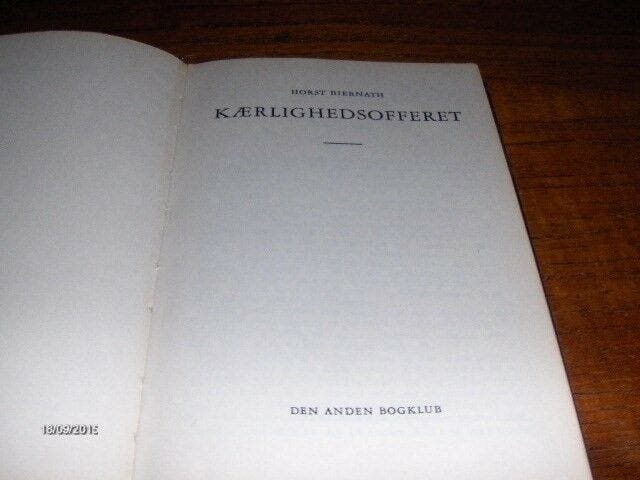 HORST BIERNATH
KÆRLIGHEDSOFFERET
DEN ANDEN BOGKLUB
18/09/2015